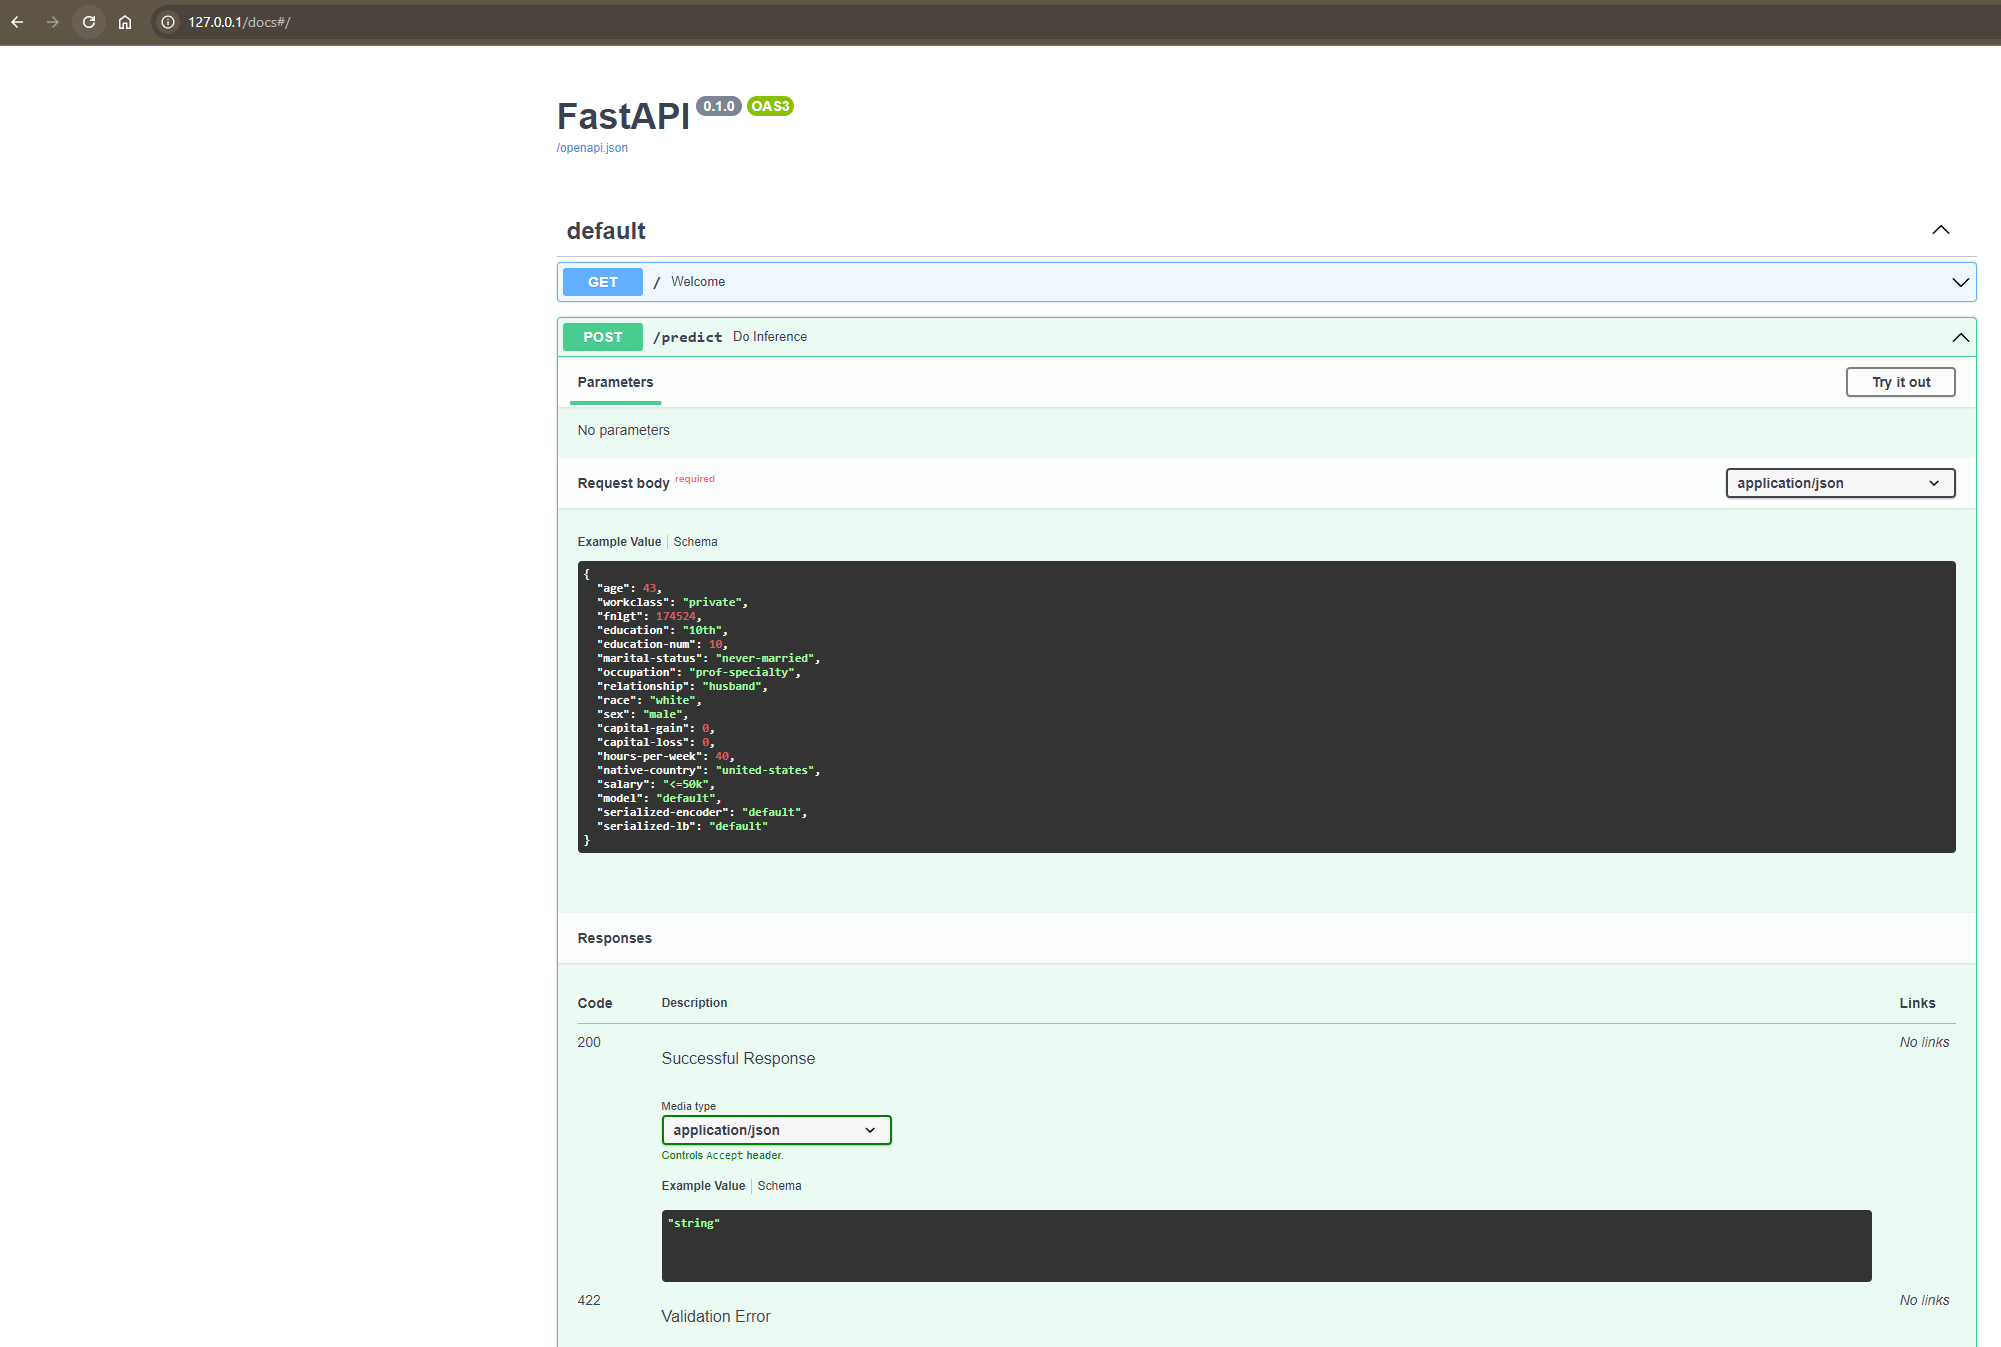 127.0.0.1/docs#/
FastAPI 0.1.0 OAS3
/openapi.json
default
GET / Welcome
POST /predict Do Inference
Parameters Try it out
No parameters
Request body required application/json
Example Value Schema
{
"age": 43,
"workclass": "private",
"fnlgt": 174524,
"education": "10th",
"education-num": 10,
"marital-status": "never-married",
"occupation": "prof-specialty",
"relationship": "husband",
"race": "white",
"sex": "male",
"capital-gain": 0,
"capital-loss": 0,
"hours-per-week": 40,
"native-country": "united-states",
"salary": "<=50k",
"model": "default",
"serialized-encoder": "default",
"serialized-lb": "default"
}
Responses
Code Description Links
200 No links
Successful Response
Media type
application/json
Controls Accept header.
Example Value Schema
"string"
422 No links
Validation Error